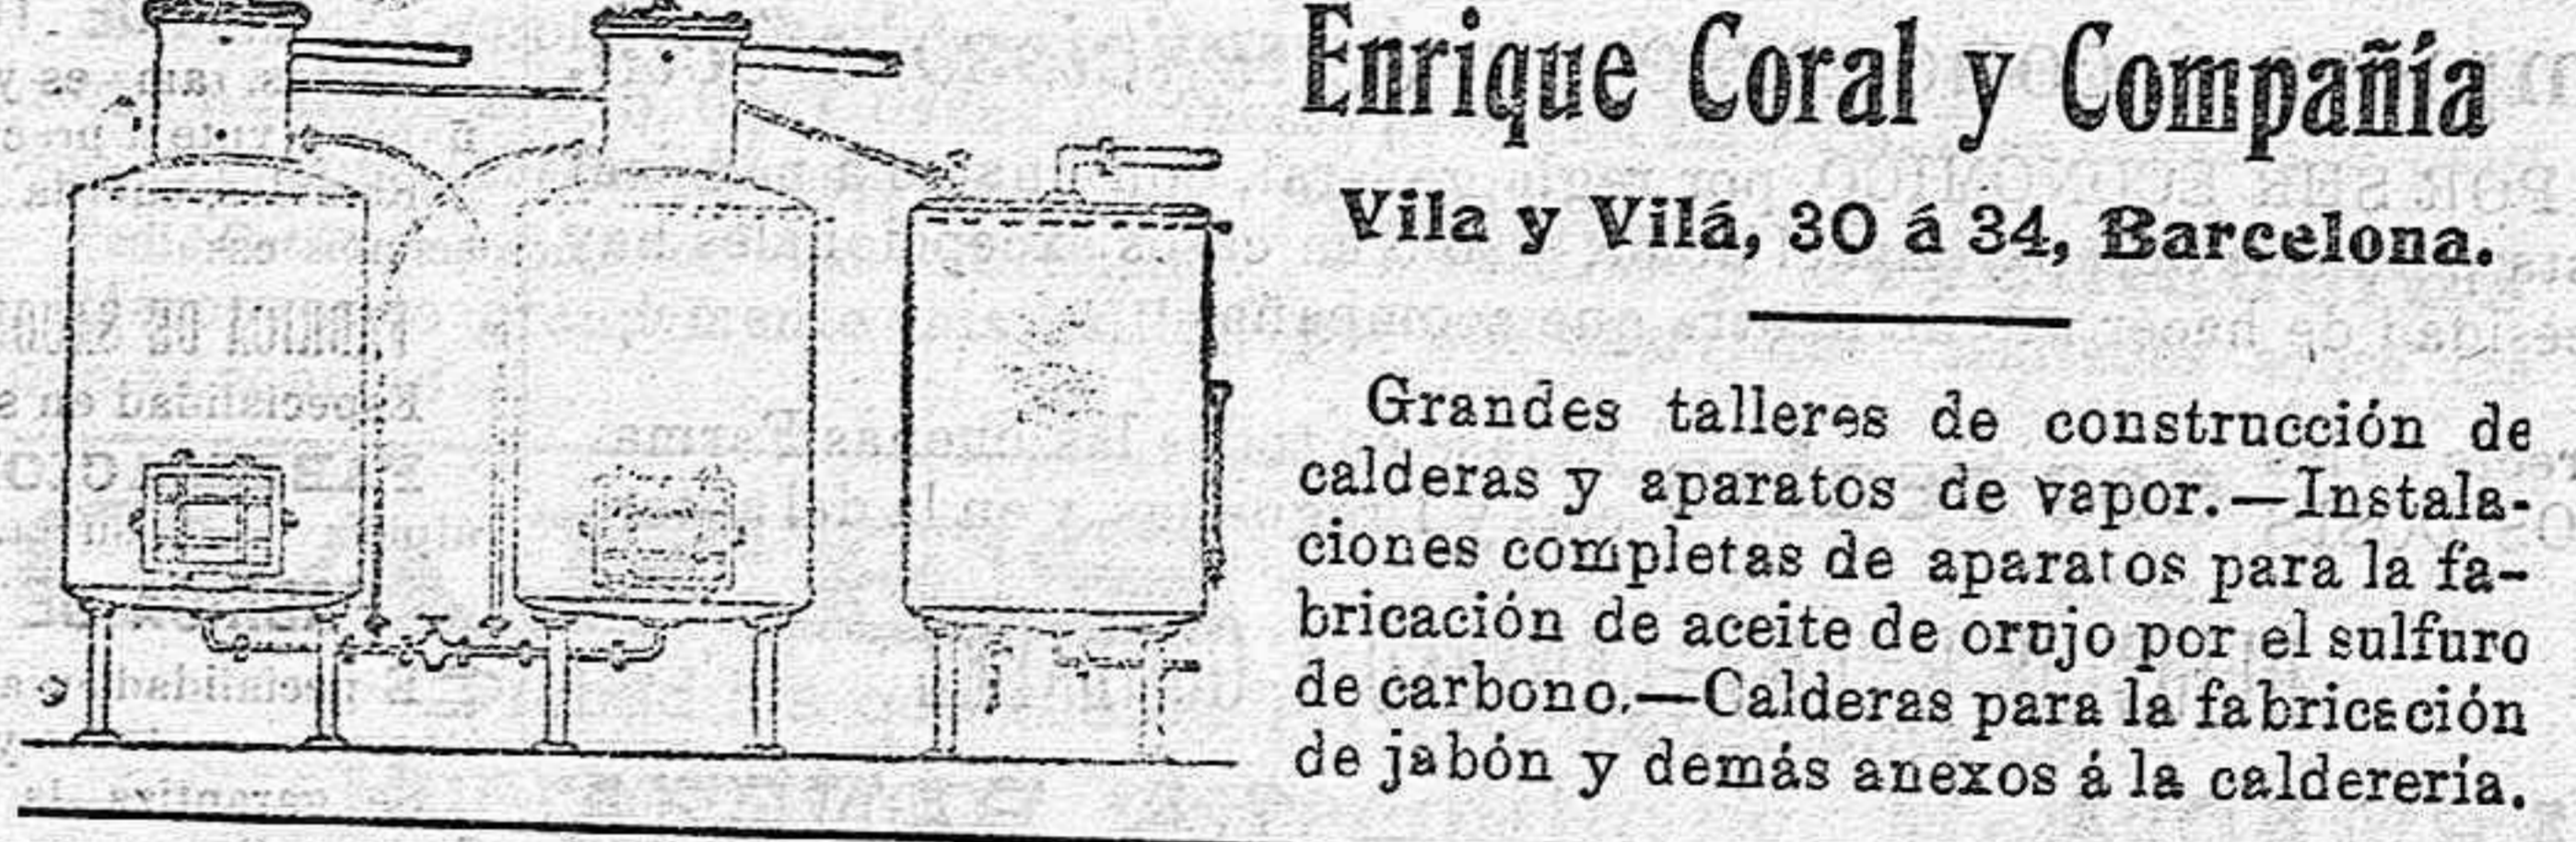 Enrique Coral y Compañía
Vila y Vilá, 30 á 34, Barcelona.
Grandes talleres de construcción de
calderas y aparatos de vapor.—Instala-
ciones completas de aparatos para la fa-
bricación de aceite de orujo por el sulfuro
de carbono.—Calderas para la fabricación
de jabón y demás anexos á la calderería.